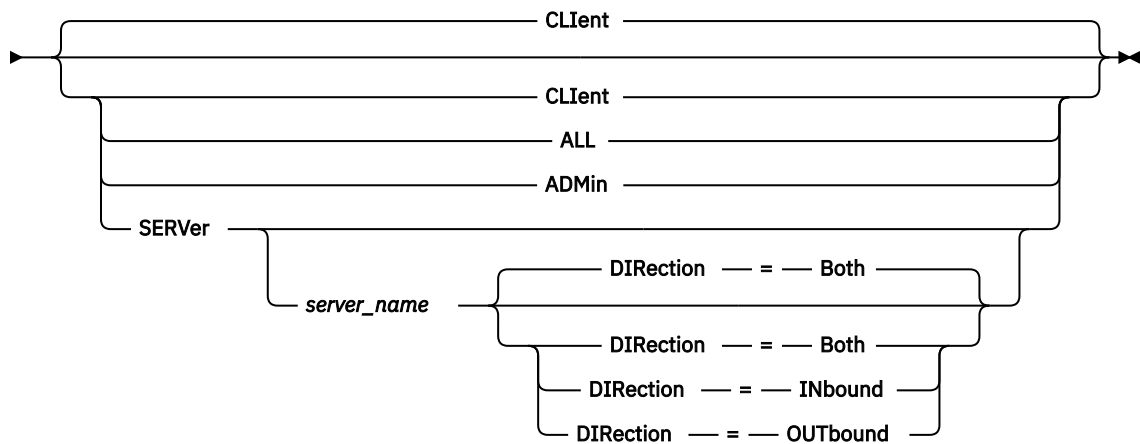 CLIent
CLIent
ALL
ADMin
SERVer
DIRection = Both
server_name
DIRection = Both
DIRection = INbound
DIRection = OUTbound